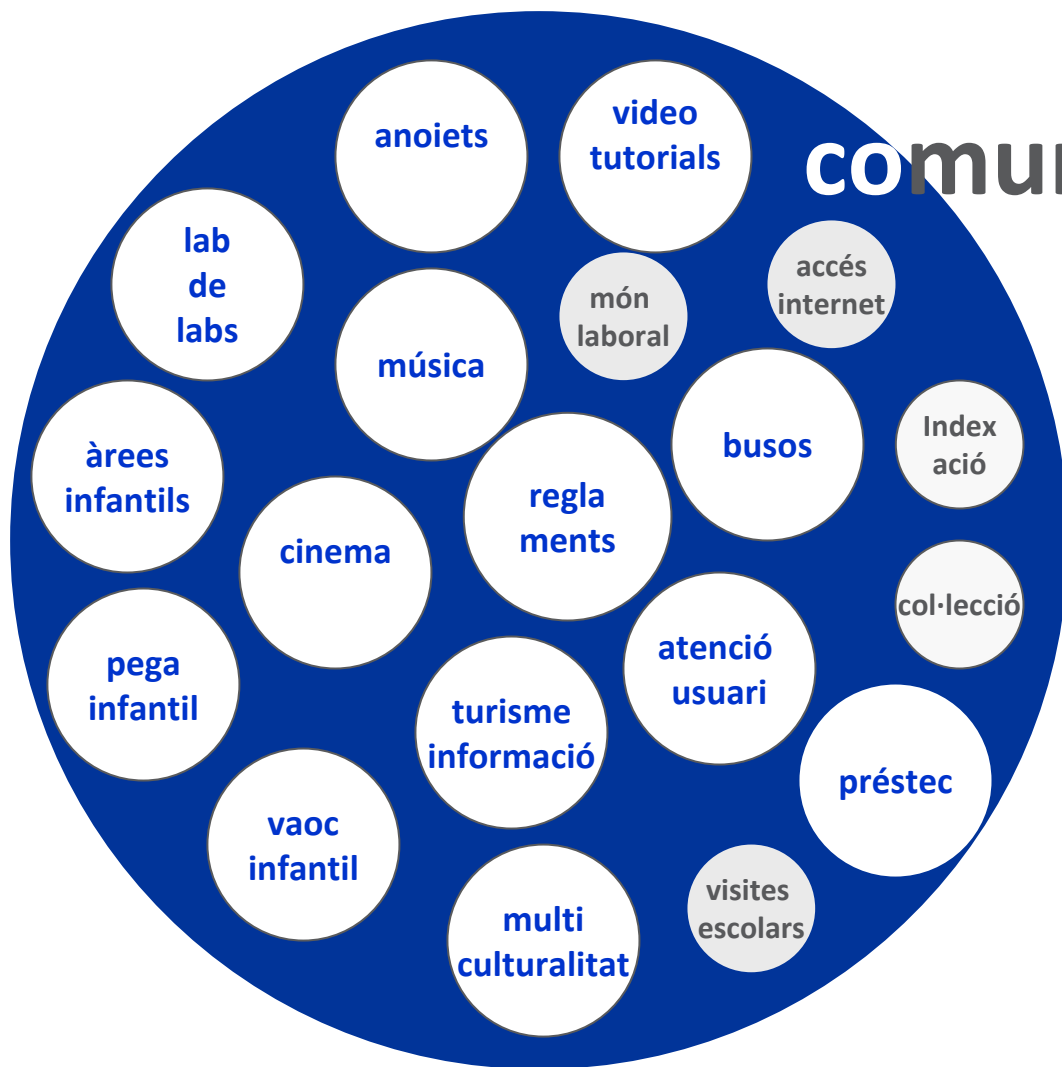 anoiets
video
tutorials
comu
lab
de
labs
món
laboral
accés
internet
música
busos
Index
ació
àrees
infantils
regla
ments
cinema
col·lecció
pega
infantil
atenció
usuari
turisme
informació
préstec
vaoc
infantil
visites
escolars
multi
culturalitat